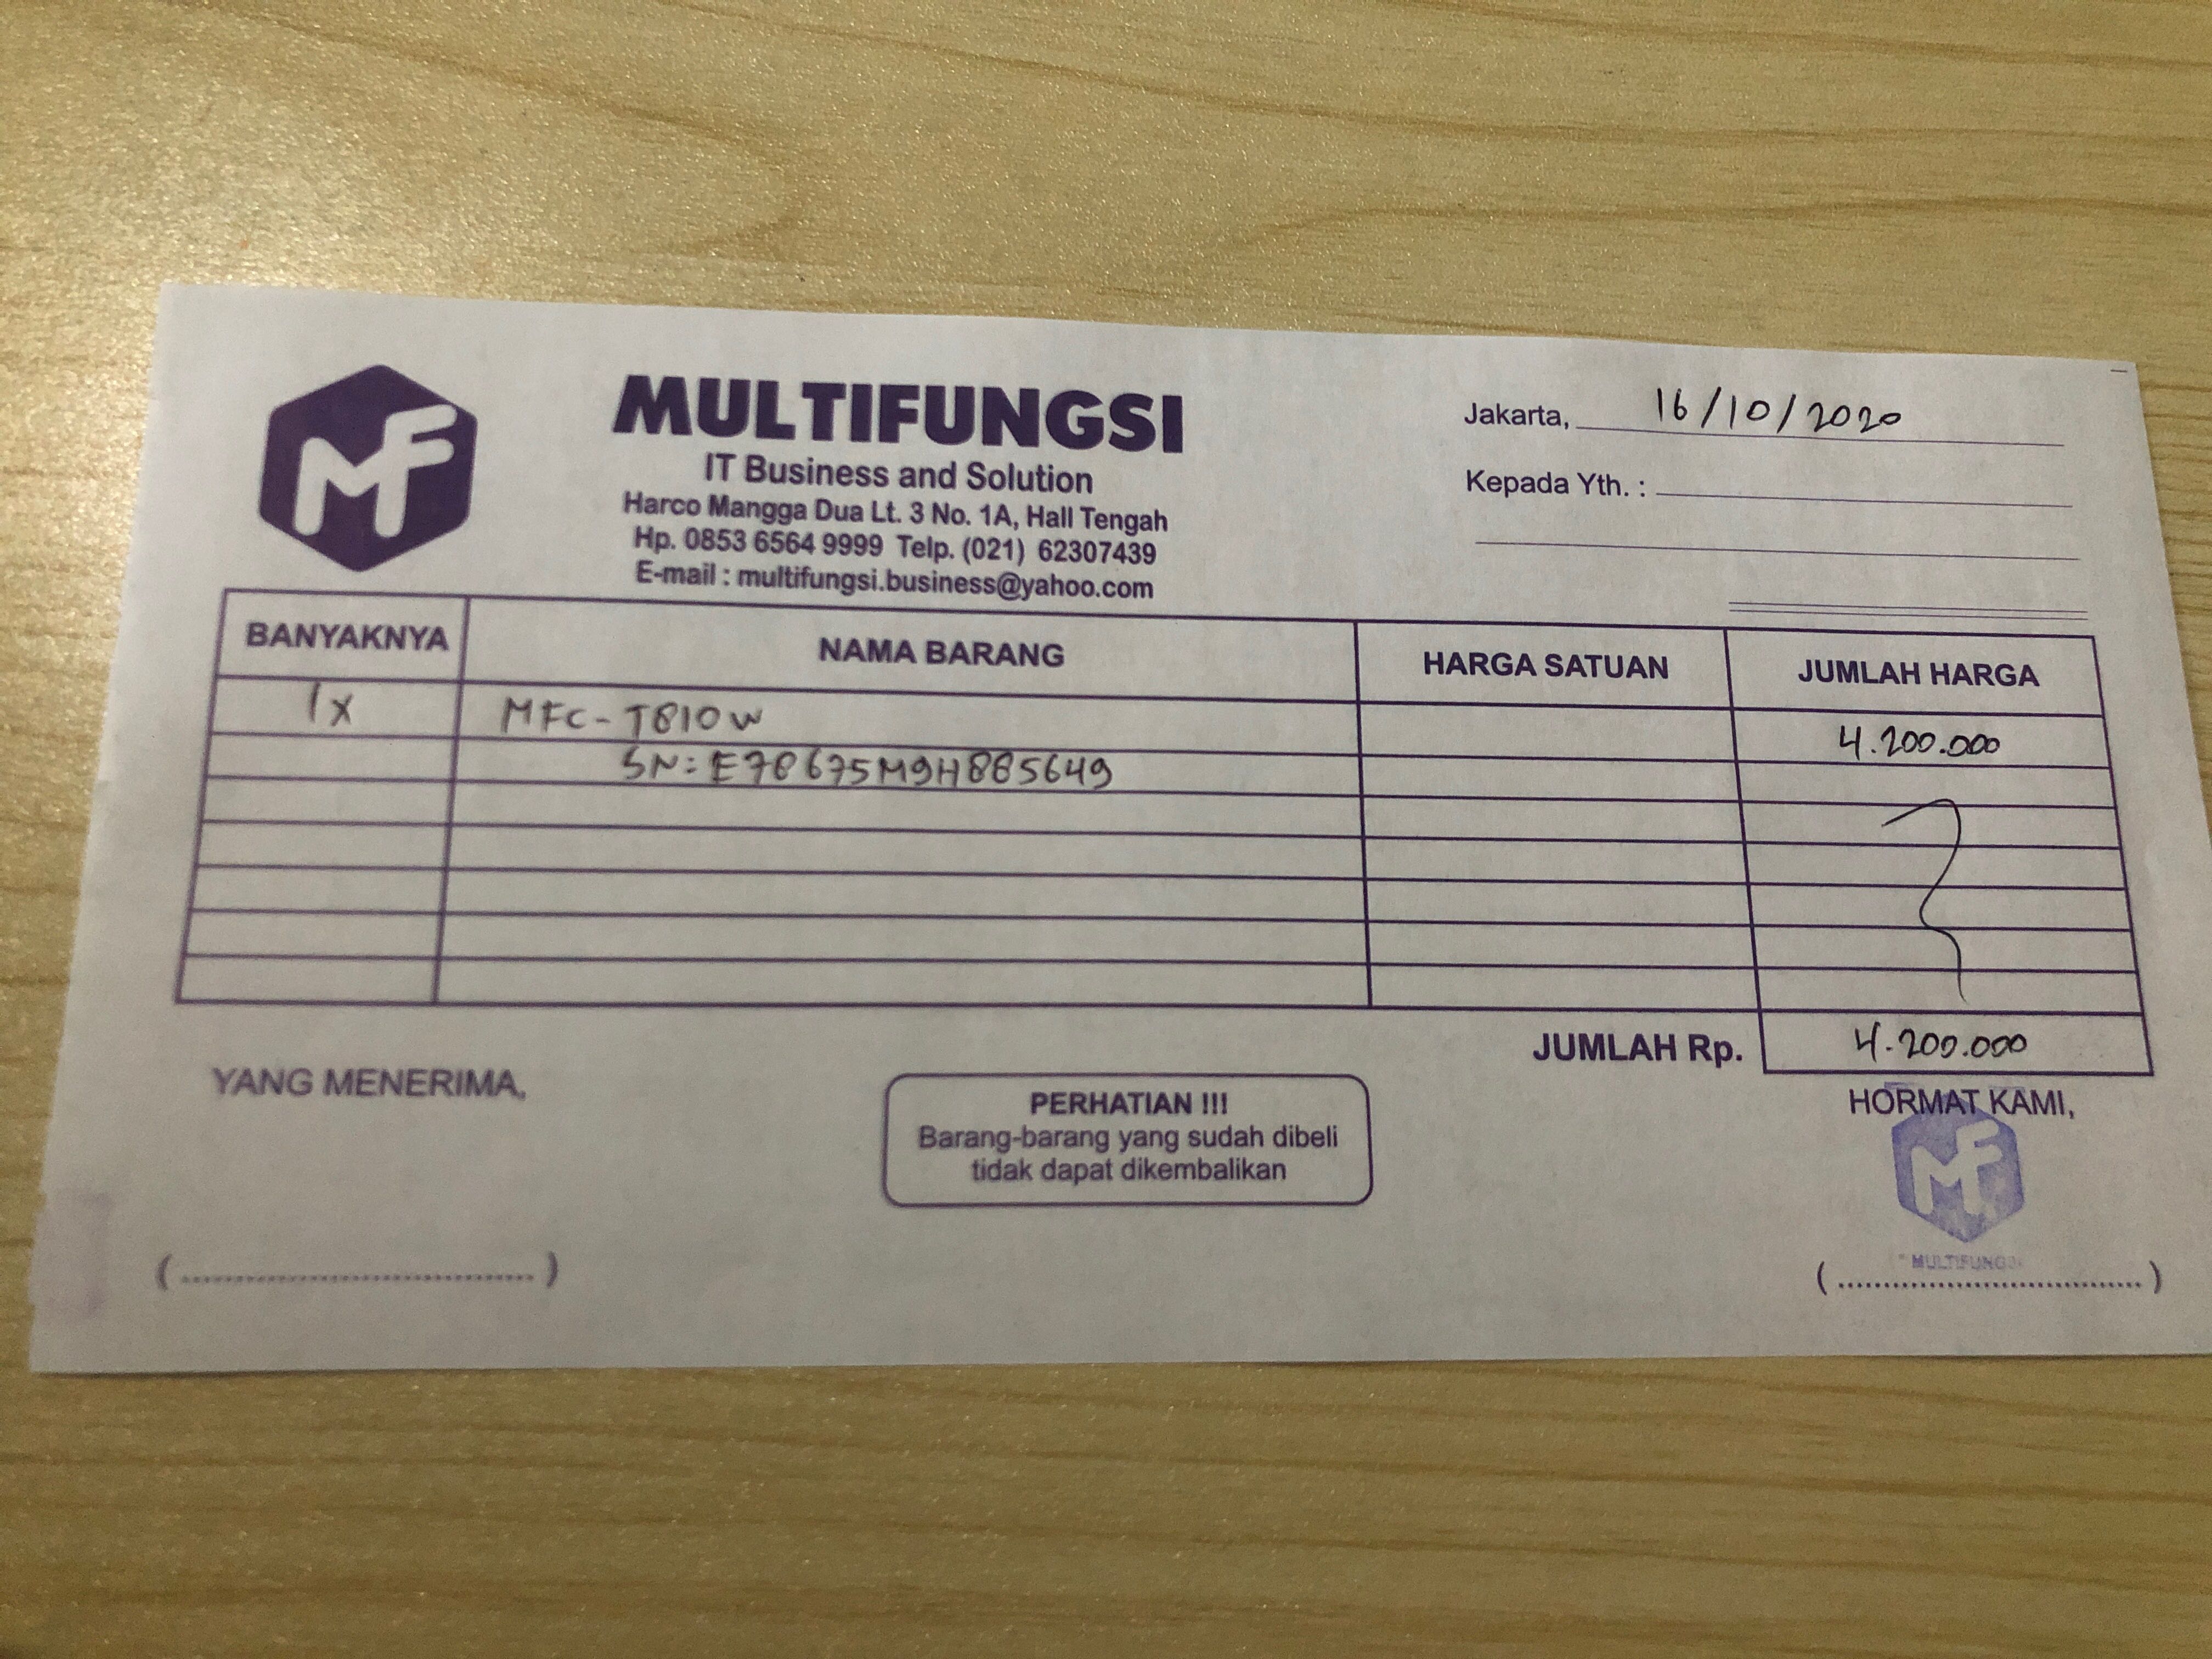 MF
MULTIFUNGSI
IT Business and Solution
Harco Mangga Dua Lt. 3 No. 1A, Hall Tengah
Hp. 0853 6564 9999 Telp. (021) 62307439
E-mail : multifungsi.business@yahoo.com
Jakarta, 16/10/2020
Kepada Yth. :
BANYAKNYA NAMA BARANG HARGA SATUAN JUMLAH HARGA
1x MFC-T810W 4.200.000
SN: E78675M9H885649
JUMLAH Rp. 4.200.000
YANG MENERIMA,
PERHATIAN !!!
Barang-barang yang sudah dibeli
tidak dapat dikembalikan
HORMAT KAMI,
MF
MULTIFUNGSI
(....................................) (....................................)